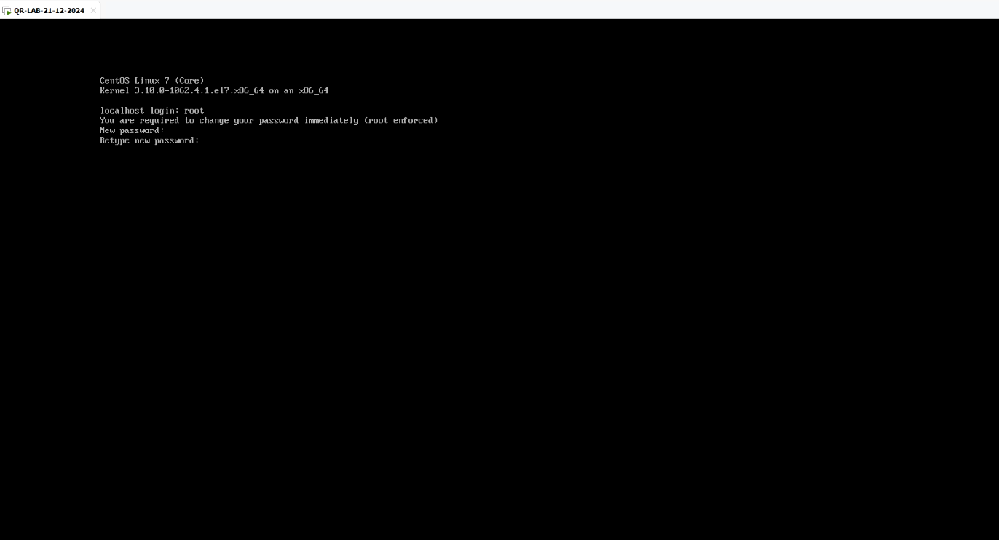 QR-LAB-21-12-2024
CentOS Linux 7 (Core)
Kernel 3.10.0-1062.4.1.el7.x86_64 on an x86_64
localhost login: root
You are required to change your password immediately (root enforced)
New password:
Retype new password: